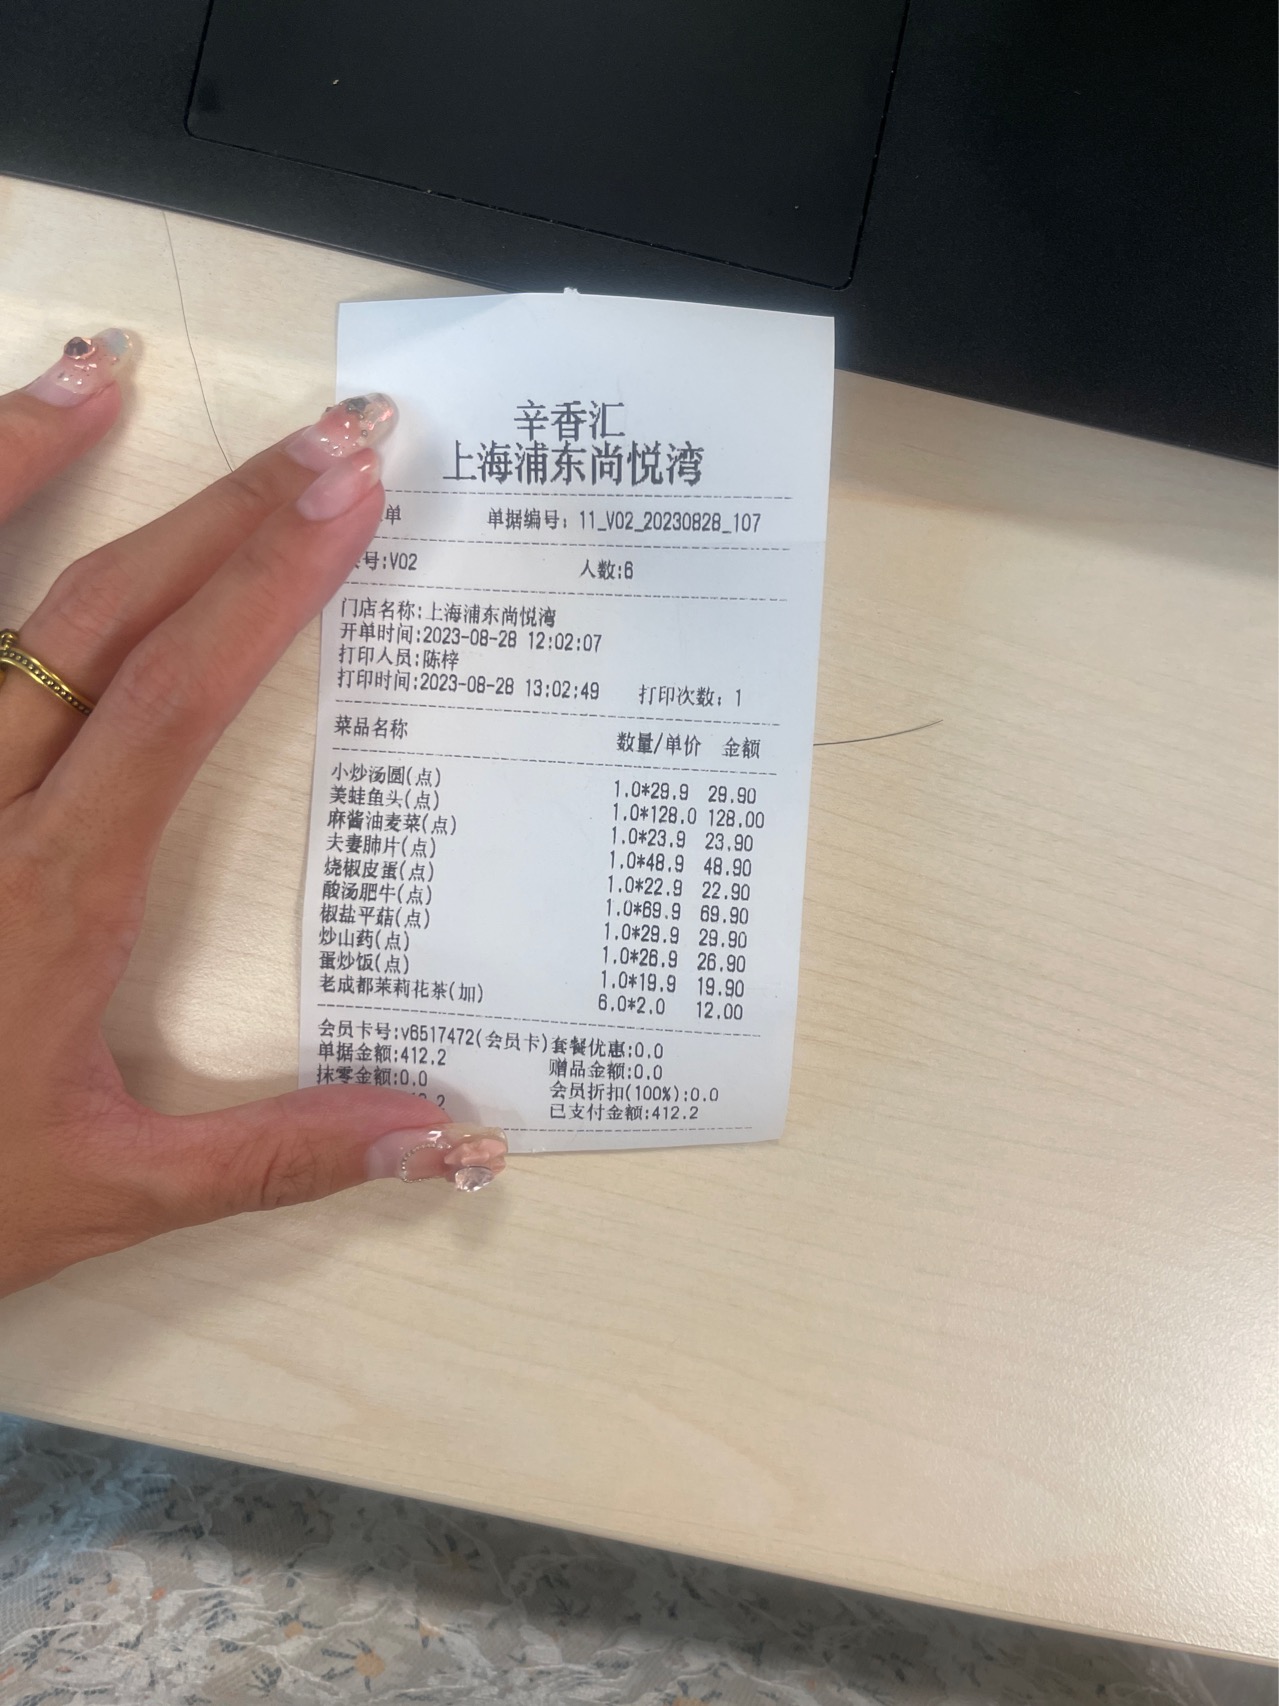 辛香汇
上海浦东尚悦湾
单 单据编号: 11_V02_20230828_107
号:V02 人数:6
门店名称:上海浦东尚悦湾
开单时间:2023-08-28 12:02:07
打印人员:陈梓
打印时间:2023-08-28 13:02:49 打印次数: 1
菜品名称 数量/单价 金额
小炒汤圆(点) 1.0*29.9 29.90
美蛙鱼头(点) 1.0*128.0 128.00
麻酱油麦菜(点) 1.0*23.9 23.90
夫妻肺片(点) 1.0*48.9 48.90
烧椒皮蛋(点) 1.0*22.9 22.90
酸汤肥牛(点) 1.0*69.9 69.90
椒盐平菇(点) 1.0*29.9 29.90
炒山药(点) 1.0*26.9 26.90
蛋炒饭(点) 1.0*19.9 19.90
老成都茉莉花茶(加) 6.0*2.0 12.00
会员卡号:v6517472(会员卡)套餐优惠:0.0
单据金额:412.2 赠品金额:0.0
抹零金额:0.0 会员折扣(100%):0.0
2.2 已支付金额:412.2